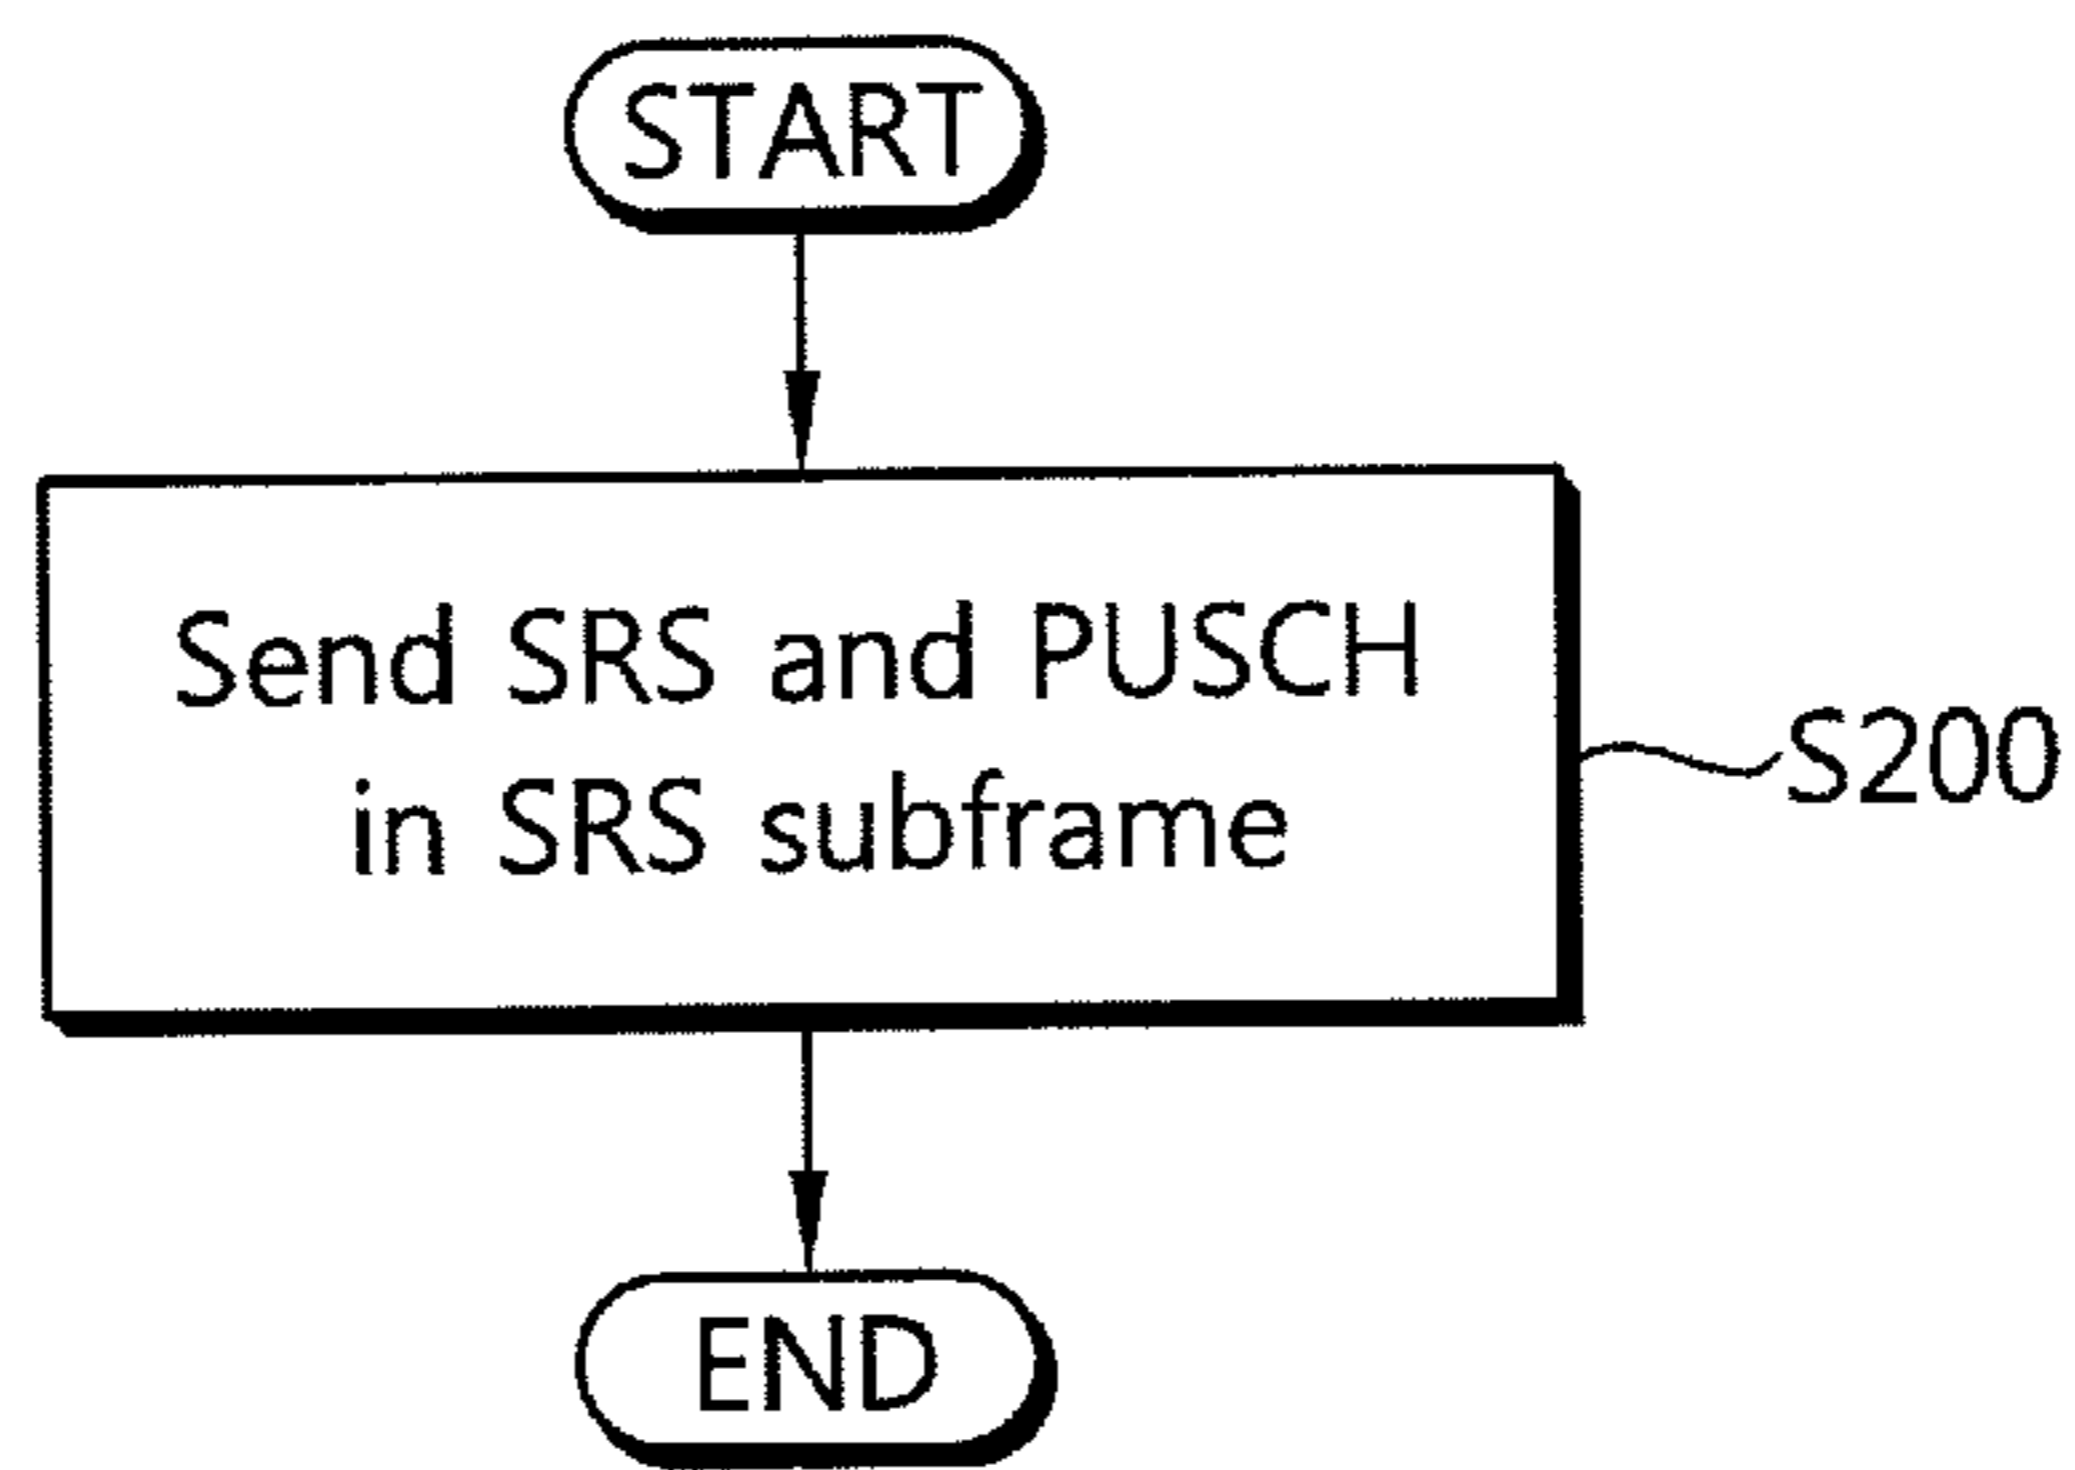 START
Send SRS and PUSCH
in SRS subframe
S200
END